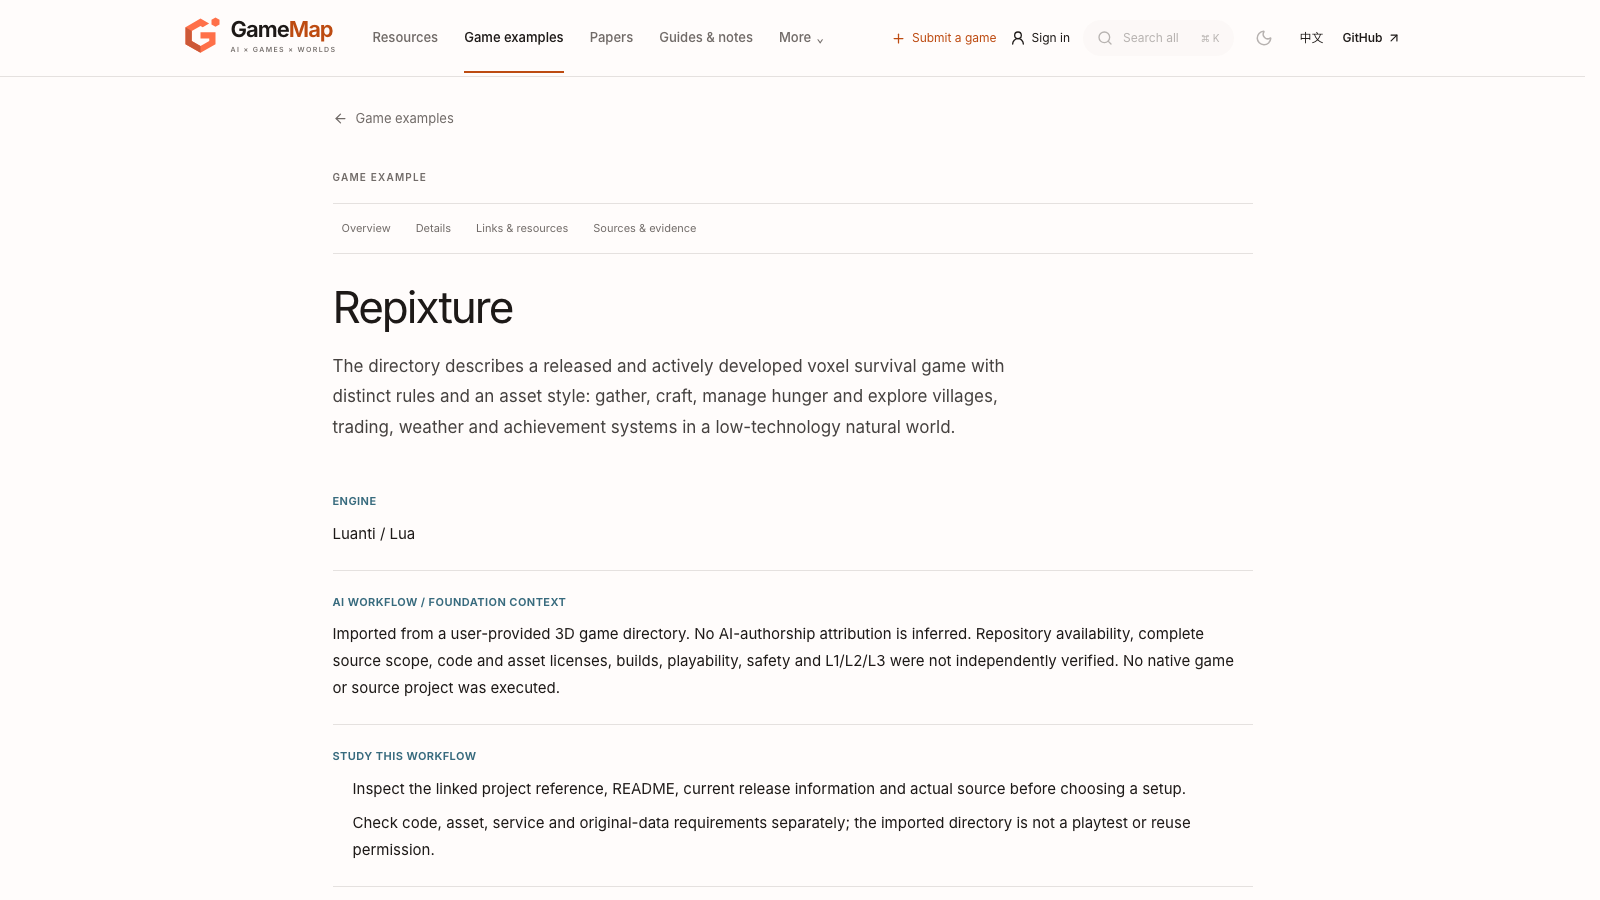 GameMap
AI × GAMES × WORLDS
Resources
Game examples
Papers
Guides & notes
More
Submit a game
Sign in
Search all
⌘ K
中文
GitHub
Game examples
GAME EXAMPLE
Overview
Details
Links & resources
Sources & evidence
Repixture
The directory describes a released and actively developed voxel survival game with
distinct rules and an asset style: gather, craft, manage hunger and explore villages,
trading, weather and achievement systems in a low-technology natural world.
ENGINE
Luanti / Lua
AI WORKFLOW / FOUNDATION CONTEXT
Imported from a user-provided 3D game directory. No AI-authorship attribution is inferred. Repository availability, complete
source scope, code and asset licenses, builds, playability, safety and L1/L2/L3 were not independently verified. No native game
or source project was executed.
STUDY THIS WORKFLOW
Inspect the linked project reference, README, current release information and actual source before choosing a setup.
Check code, asset, service and original-data requirements separately; the imported directory is not a playtest or reuse
permission.